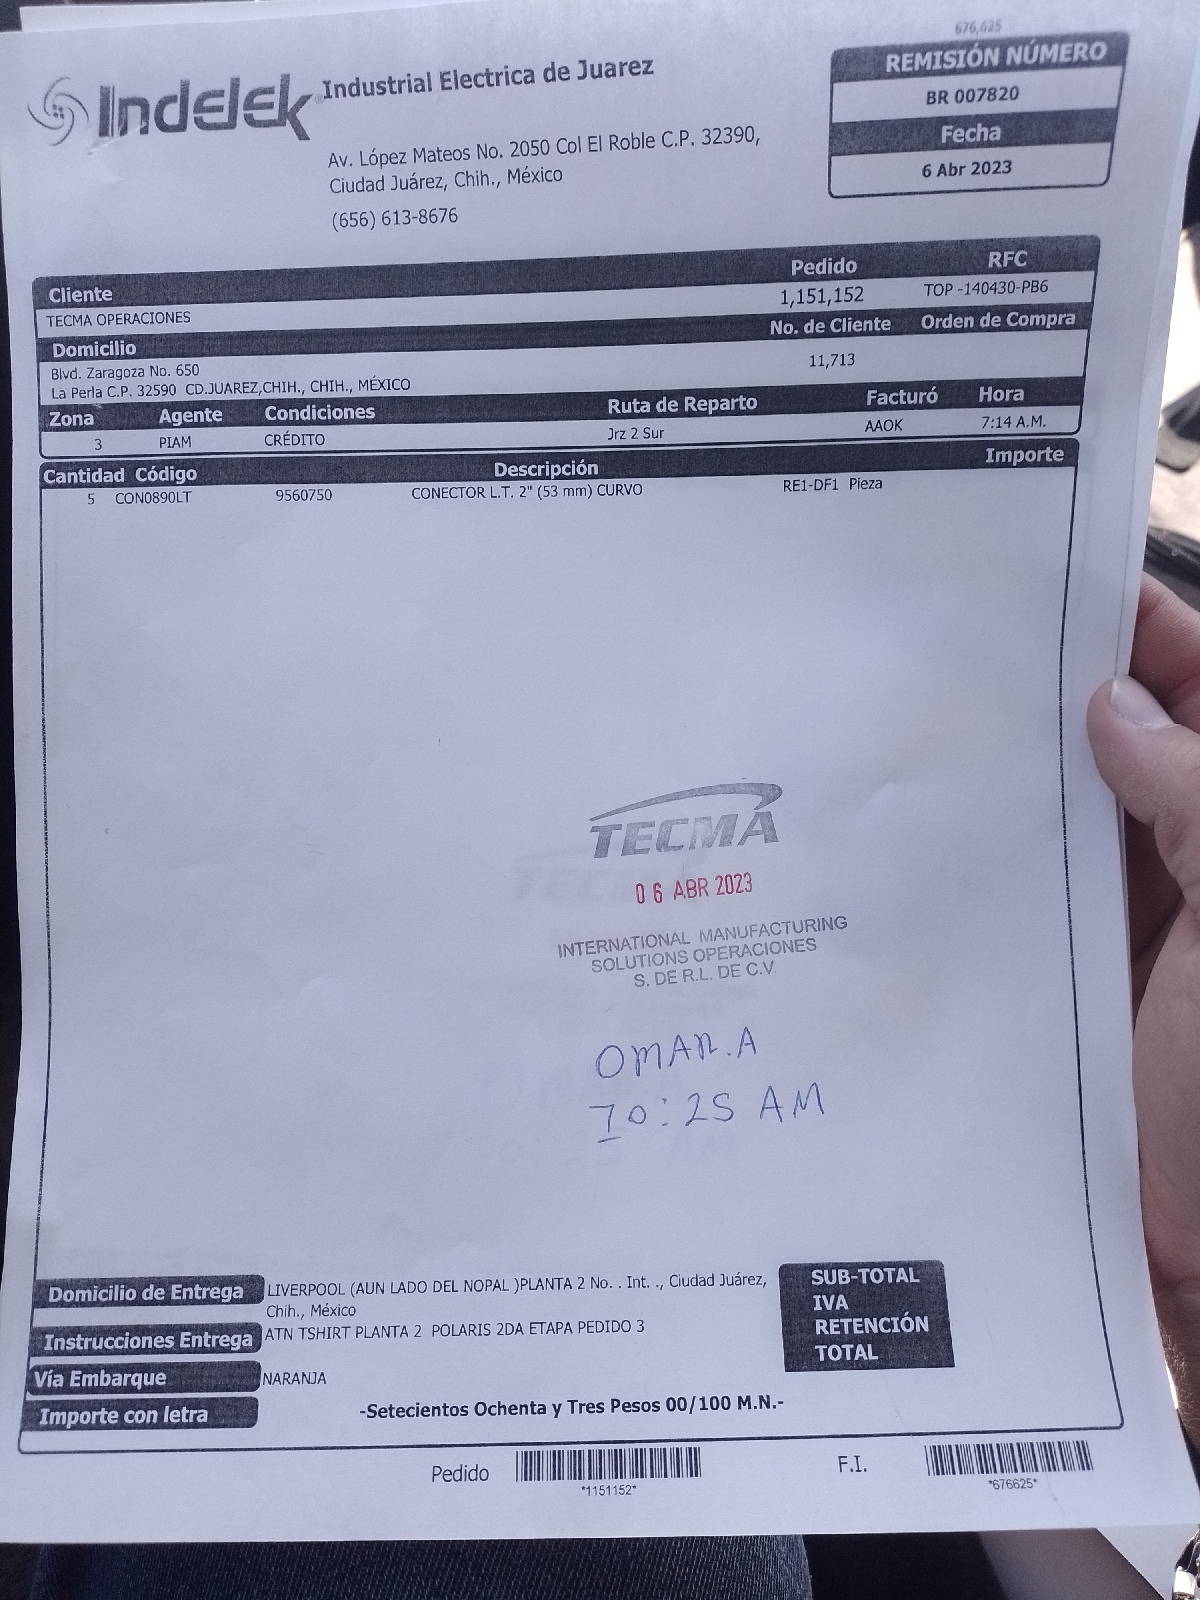 676,625
Indelek
Industrial Electrica de Juarez
REMISIÓN NÚMERO
BR 007820
Fecha
6 Abr 2023
Av. López Mateos No. 2050 Col El Roble C.P. 32390,
Ciudad Juárez, Chih., México
(656) 613-8676
Cliente Pedido RFC
TECMA OPERACIONES 1,151,152 TOP -140430-PB6
Domicilio No. de Cliente Orden de Compra
Blvd. Zaragoza No. 650 11,713
La Perla C.P. 32590 CD.JUAREZ,CHIH., CHIH., MÉXICO
Zona Agente Condiciones Ruta de Reparto Facturó Hora
3 PIAM CRÉDITO Jrz 2 Sur AAOK 7:14 A.M.
Cantidad Código Descripción Importe
5 CON0890LT 9560750 CONECTOR L.T. 2" (53 mm) CURVO RE1-DF1 Pieza
TECMA
06 ABR 2023
INTERNATIONAL MANUFACTURING
SOLUTIONS OPERACIONES
S. DE R.L. DE C.V.
OMAR.A
10:25 AM
Domicilio de Entrega LIVERPOOL (AUN LADO DEL NOPAL )PLANTA 2 No. . Int. ., Ciudad Juárez,
Chih., México
Instrucciones Entrega ATN TSHIRT PLANTA 2 POLARIS 2DA ETAPA PEDIDO 3
Vía Embarque NARANJA
Importe con letra -Setecientos Ochenta y Tres Pesos 00/100 M.N.-
SUB-TOTAL
IVA
RETENCIÓN
TOTAL
Pedido
*1151152*
F.I.
*676625*